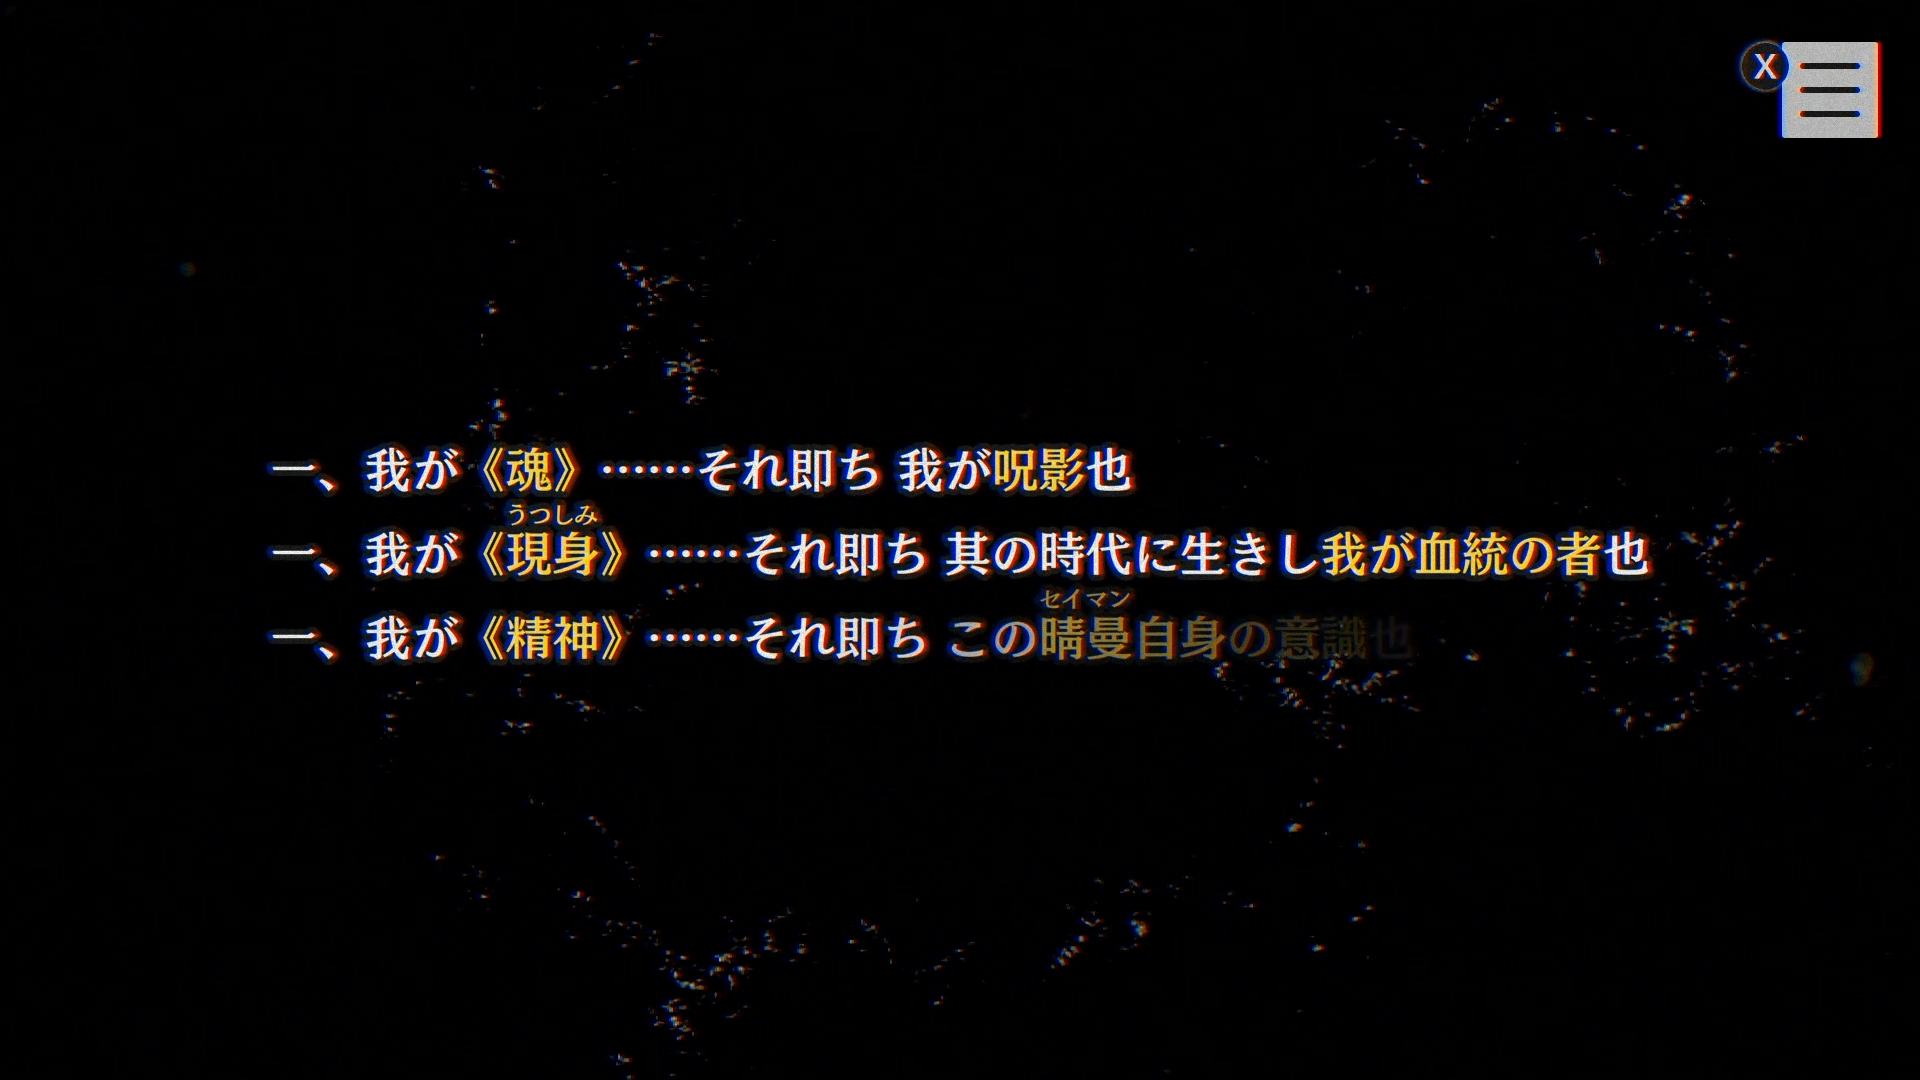 X
一、我が《魂》……それ即ち 我が呪影也
うつしみ
一、我が《現身》……それ即ち 其の時代に生きし我が血統の者也
セイマン
一、我が《精神》……それ即ち この晴曼自身の意識也